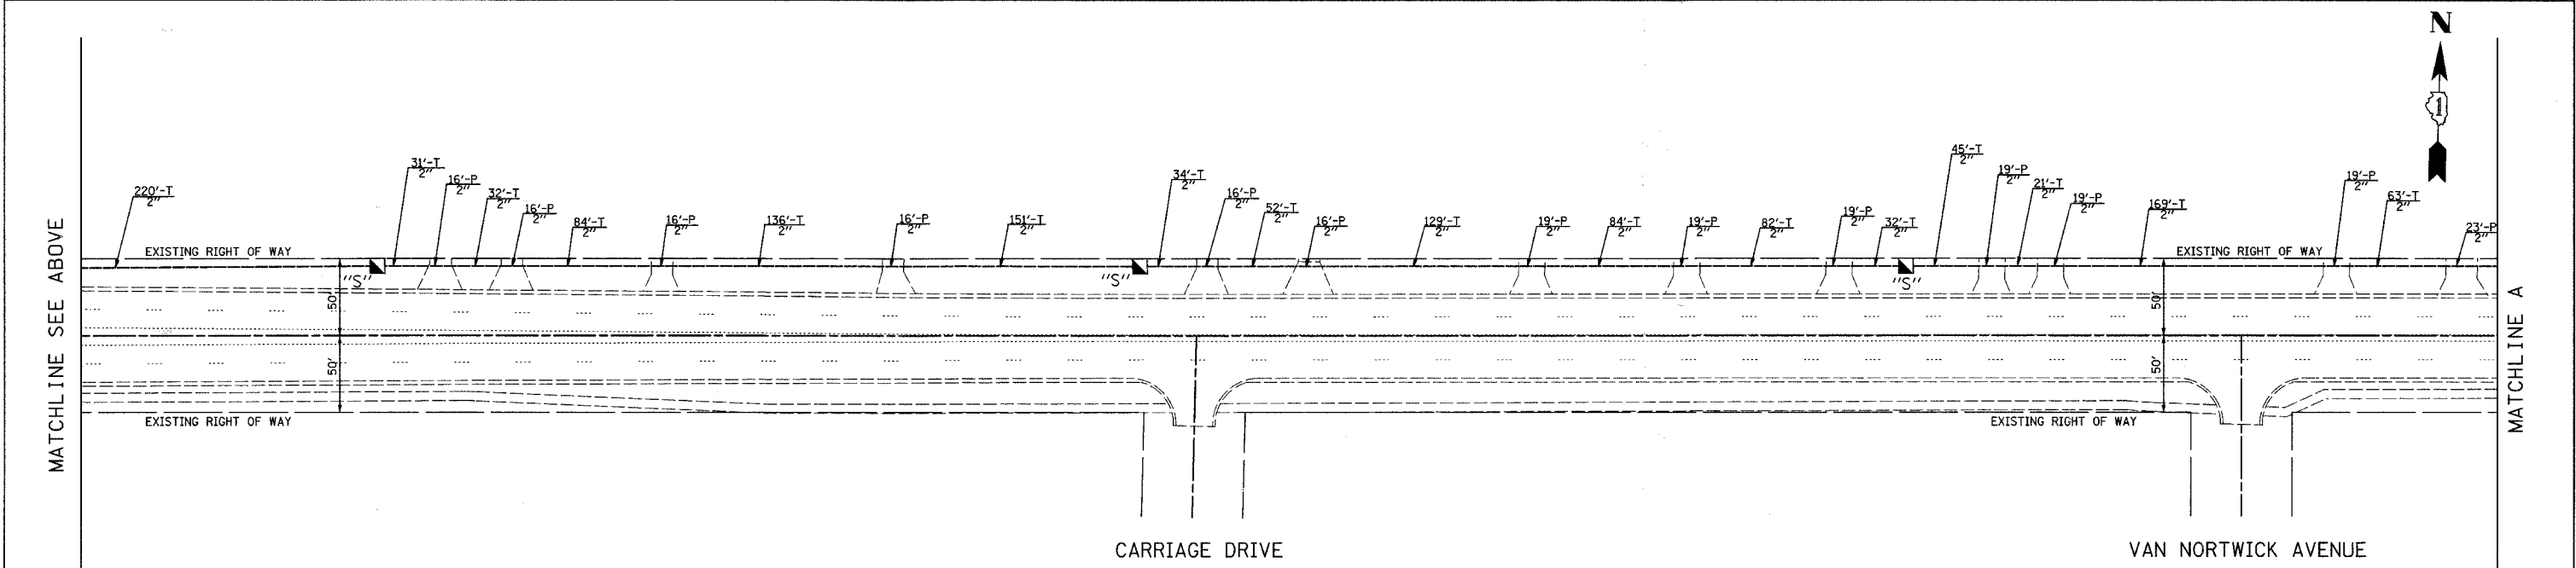 N
1
220'-T
2"
31'-T
2"
16'-P
2"
32'-T
2"
16'-P
2"
84'-T
2"
16'-P
2"
136'-T
2"
16'-P
2"
151'-T
2"
34'-T
2"
16'-P
2"
52'-T
2"
16'-P
2"
129'-T
2"
19'-P
2"
84'-T
2"
19'-P
2"
82'-T
2"
19'-P
2"
32'-T
2"
45'-T
2"
19'-P
2"
21'-T
2"
19'-P
2"
169'-T
2"
19'-P
2"
63'-T
2"
23'-P
2"
EXISTING RIGHT OF WAY
EXISTING RIGHT OF WAY
"S"
"S"
"S"
50'
50'
50'
50'
EXISTING RIGHT OF WAY
EXISTING RIGHT OF WAY
MATCHLINE SEE ABOVE
MATCHLINE A
CARRIAGE DRIVE
VAN NORTWICK AVENUE